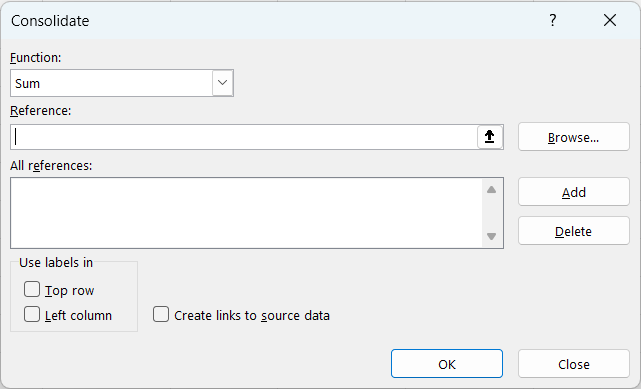 Consolidate ?
Function:
Sum
Reference:
Browse...
All references:
Add
Delete
Use labels in
Top row
Left column
Create links to source data
OK Close